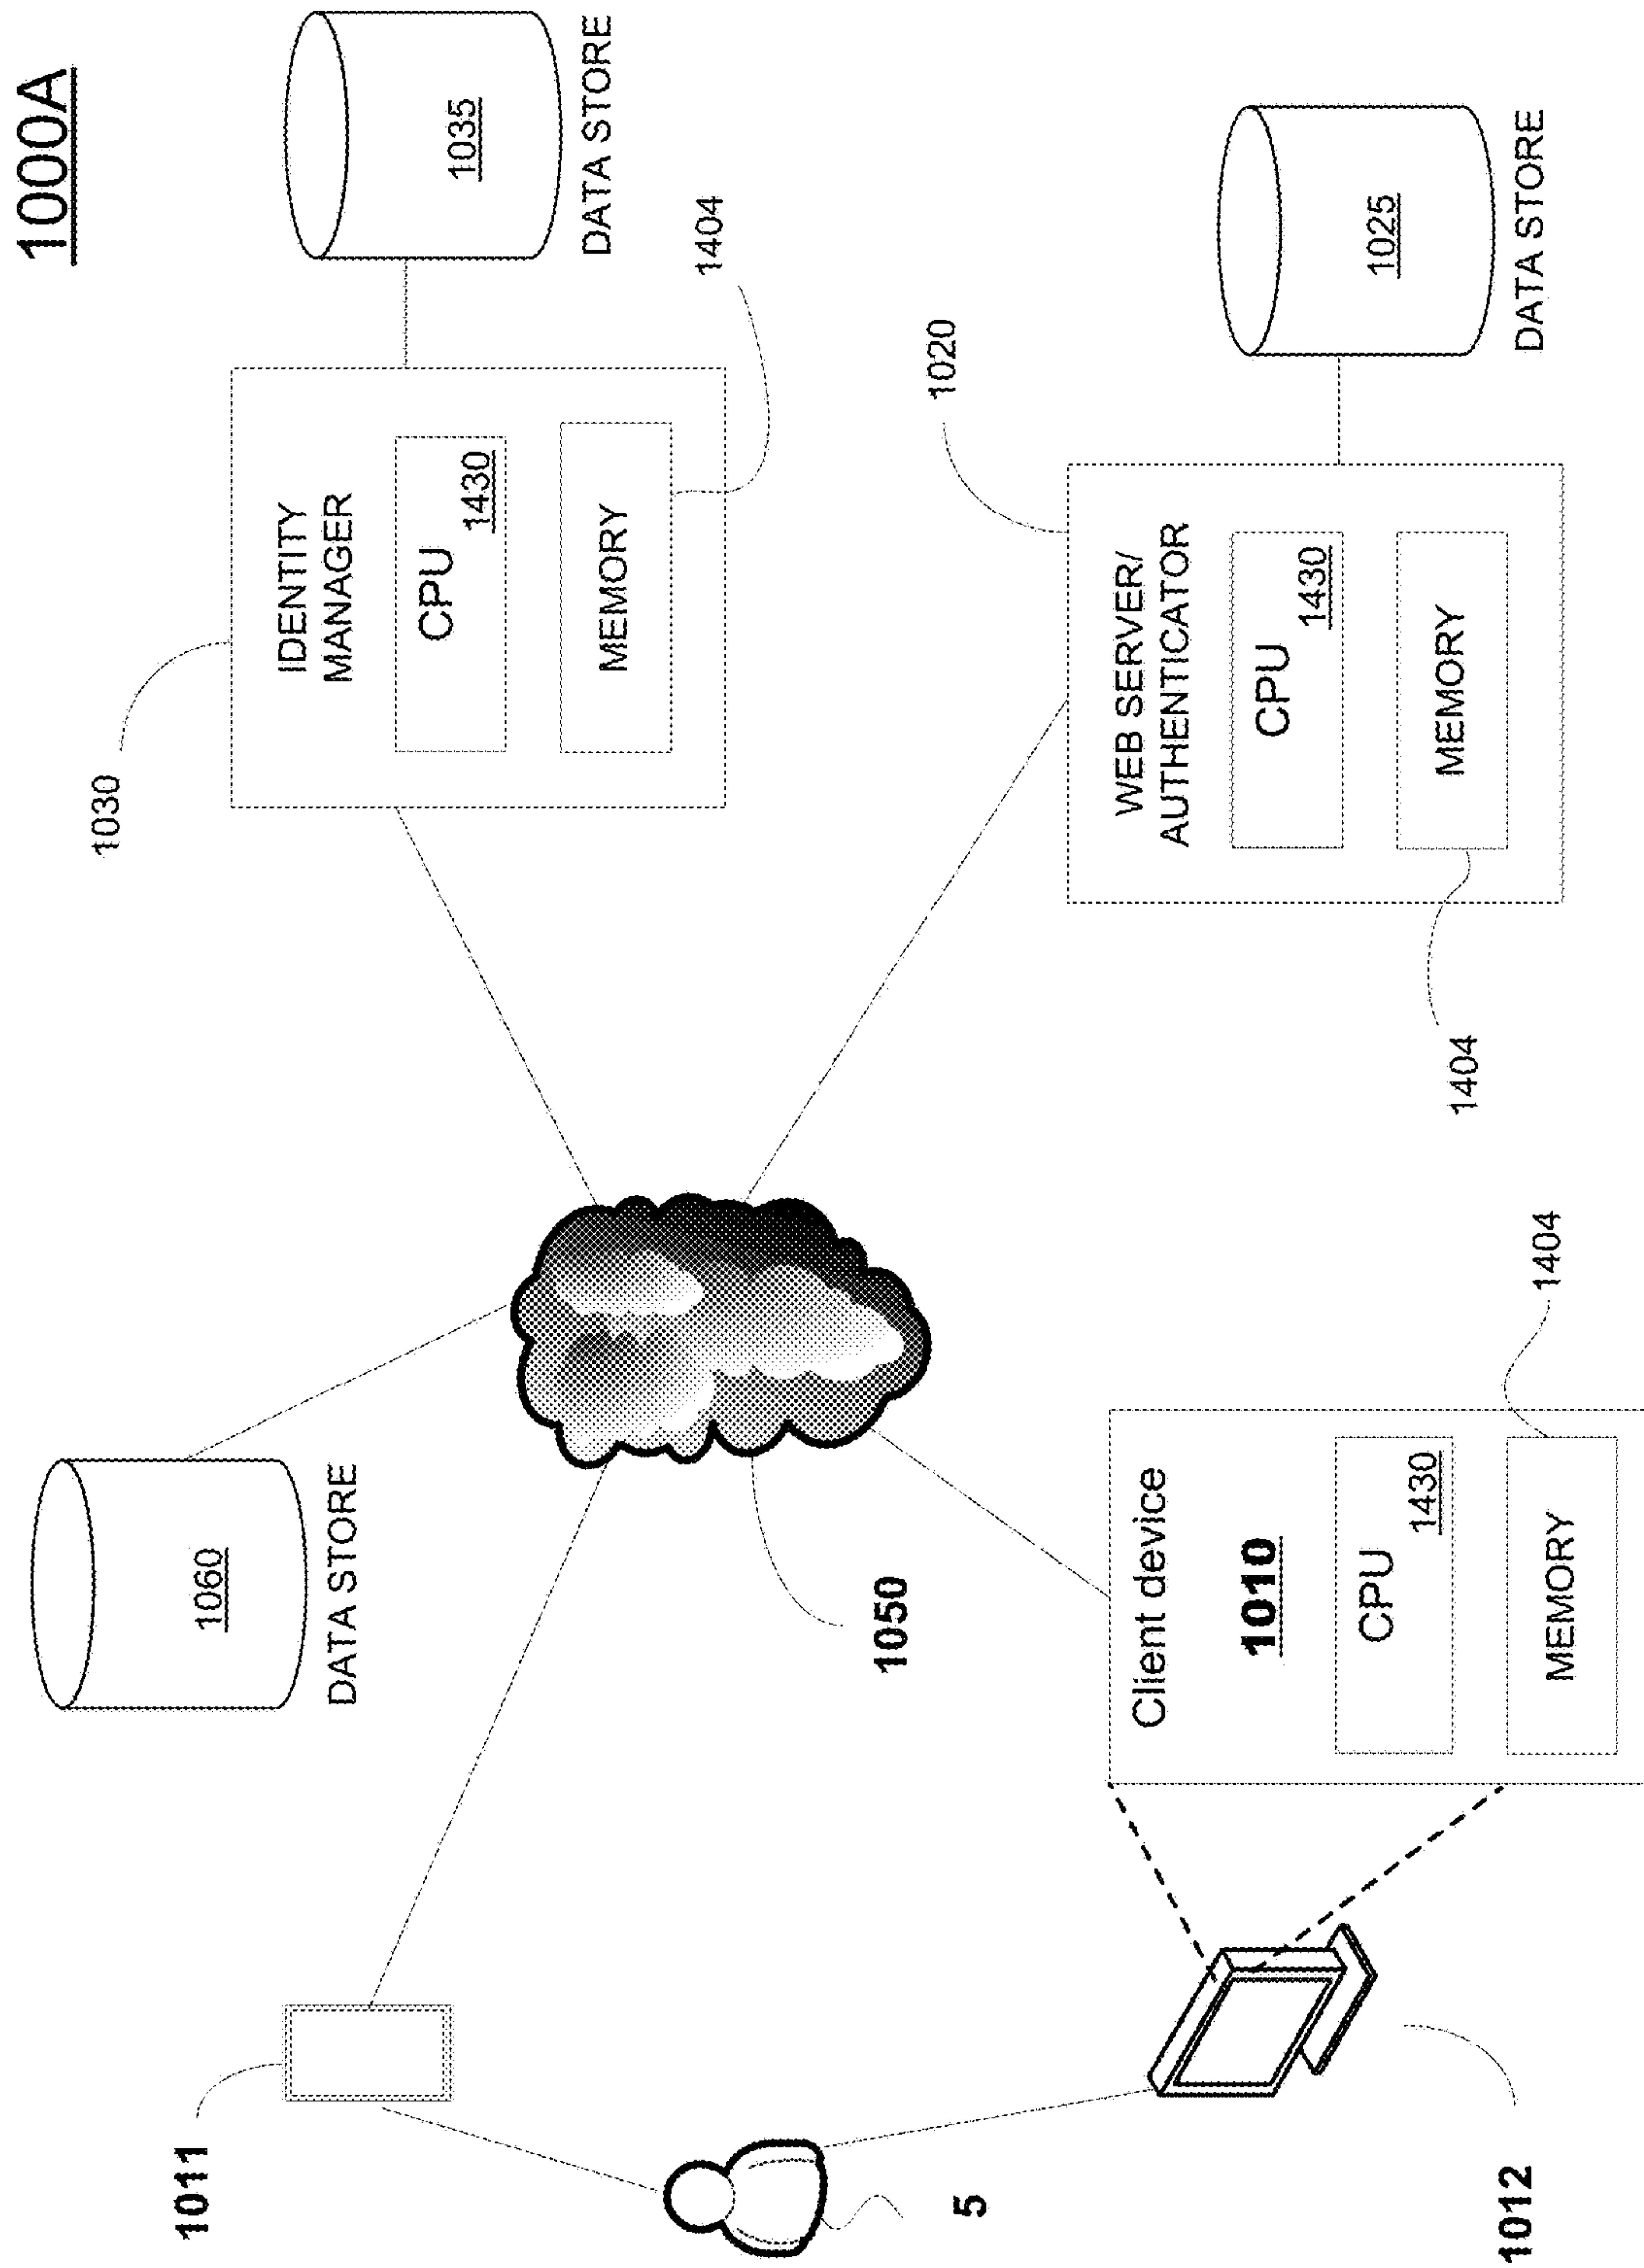 1000A
1060
DATA STORE
1035
DATA STORE
1030
IDENTITY
MANAGER
CPU
1430
MEMORY
1404
1011
5
1050
1020
WEB SERVER/
AUTHENTICATOR
CPU
1430
MEMORY
1404
1025
DATA STORE
1012
Client device
1010
CPU
1430
MEMORY
1404